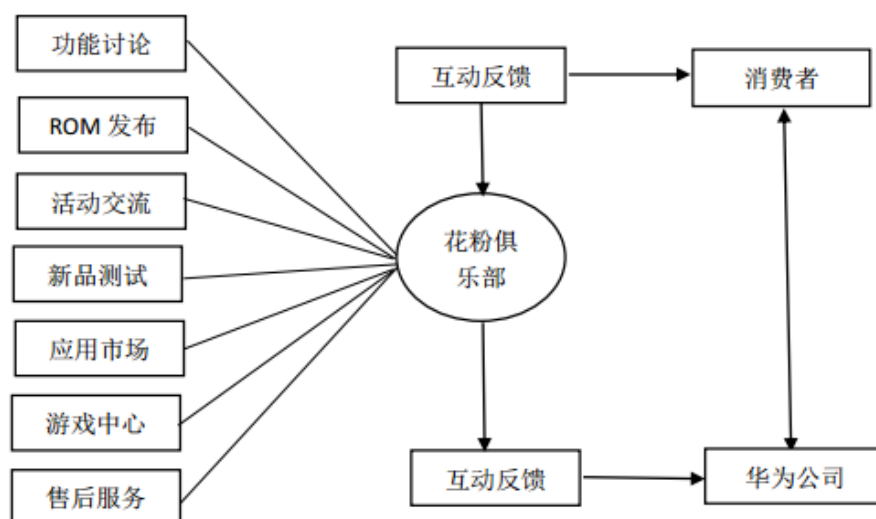 功能讨论
ROM 发布
活动交流
新品测试
应用市场
游戏中心
售后服务
互动反馈
消费者
花粉俱
乐部
互动反馈
华为公司